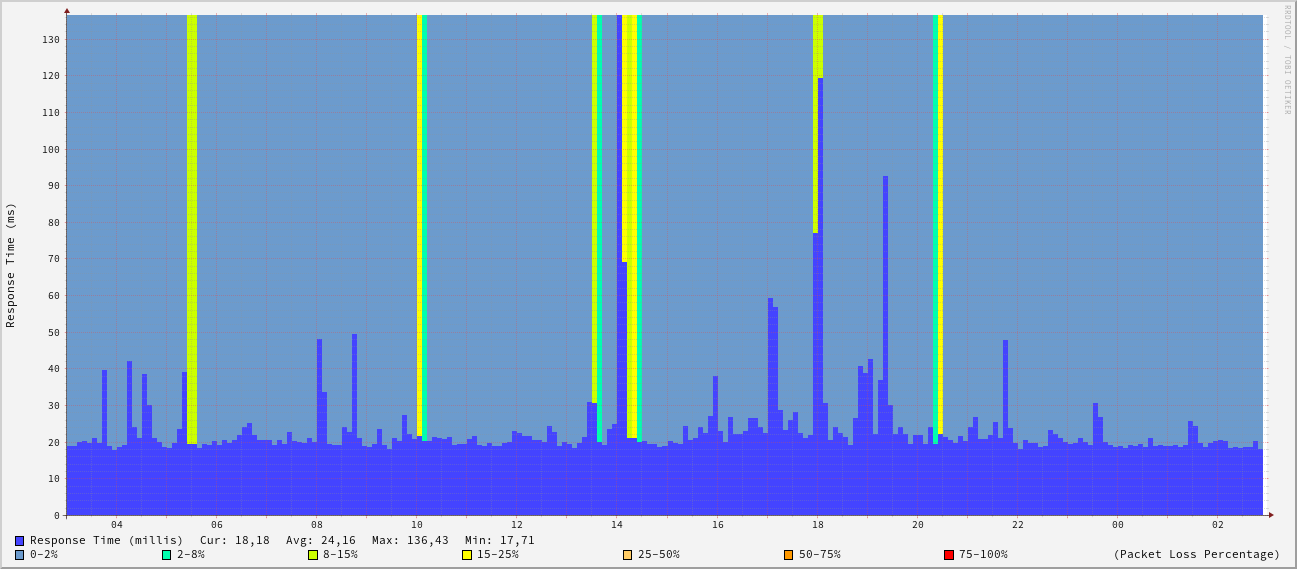 RRDTOOL / TOBI OETIKER
Response Time (ms)
130
120
110
100
90
80
70
60
50
40
30
20
10
0
04 06 08 10 12 14 16 18 20 22 00 02
Response Time (millis) Cur: 18,18 Avg: 24,16 Max: 136,43 Min: 17,71
0-2% 2-8% 8-15% 15-25% 25-50% 50-75% 75-100% (Packet Loss Percentage)